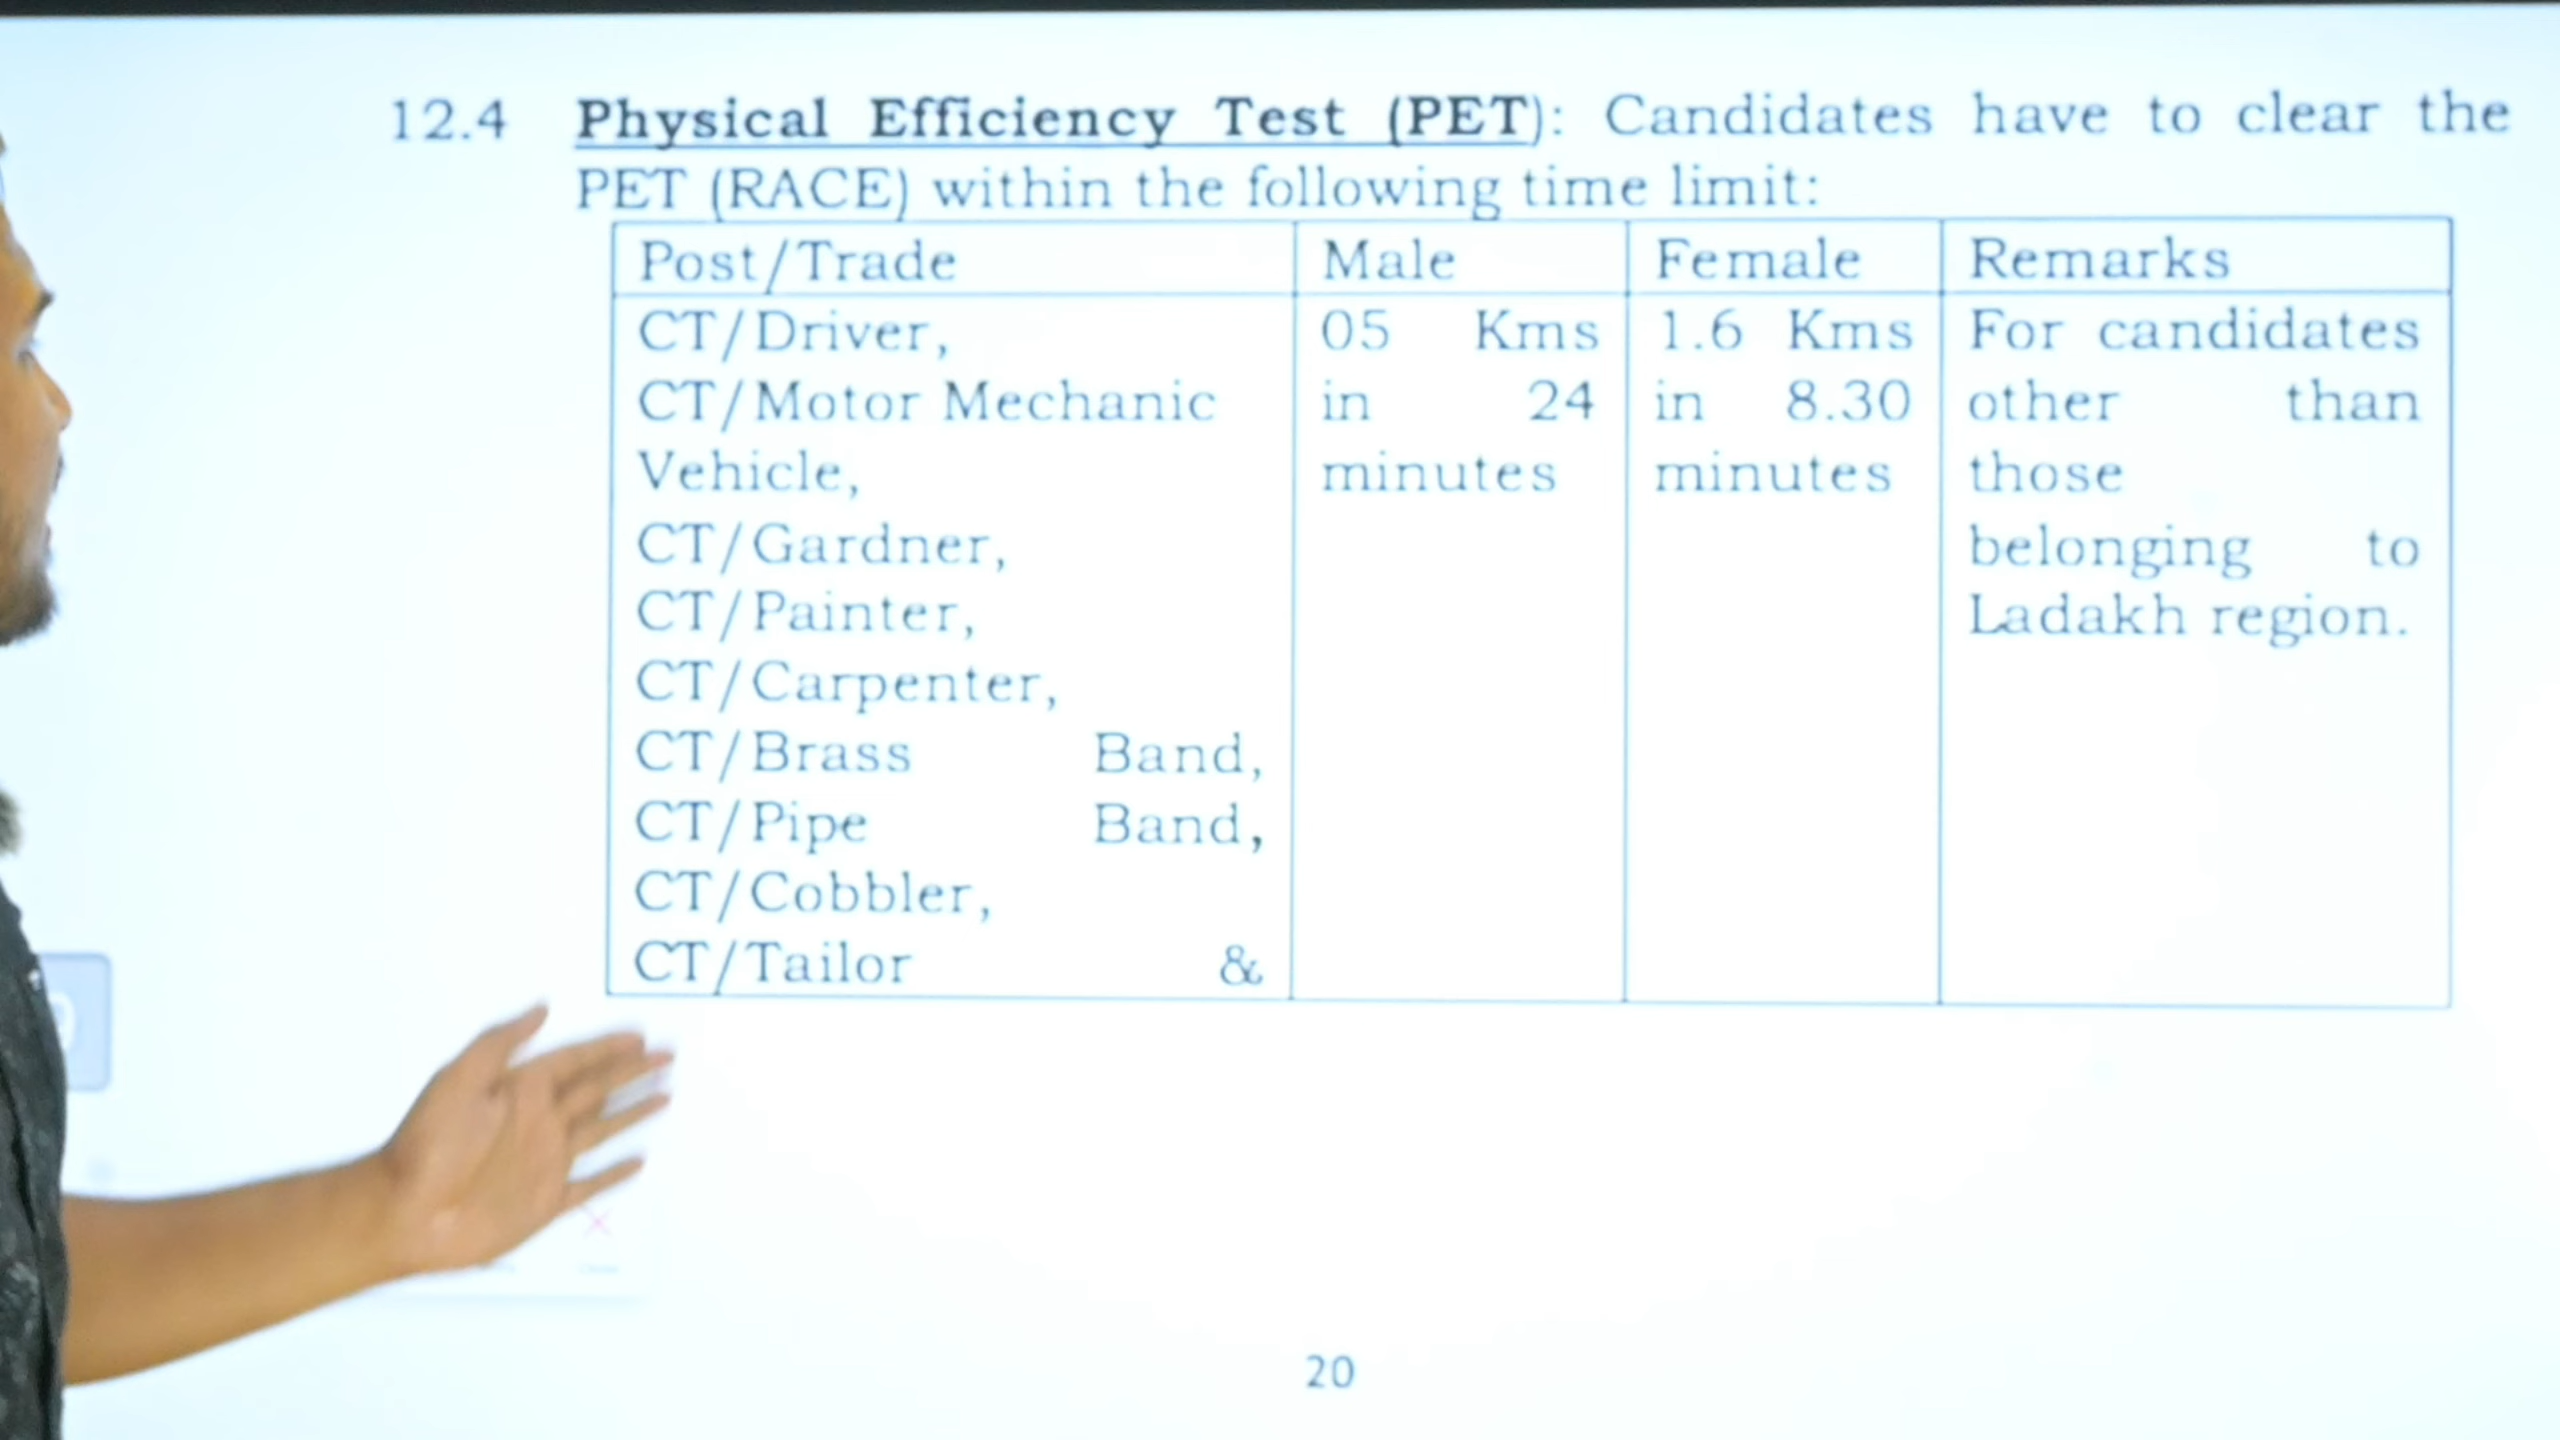 12.4 Physical Efficiency Test (PET): Candidates have to clear the
PET (RACE) within the following time limit:
Post/Trade Male Female Remarks
CT/Driver, 05 Kms 1.6 Kms For candidates
CT/Motor Mechanic in 24 in 8.30 other than
Vehicle, minutes minutes those
CT/Gardner, belonging to
CT/Painter, Ladakh region.
CT/Carpenter,
CT/Brass Band,
CT/Pipe Band,
CT/Cobbler,
CT/Tailor &
20